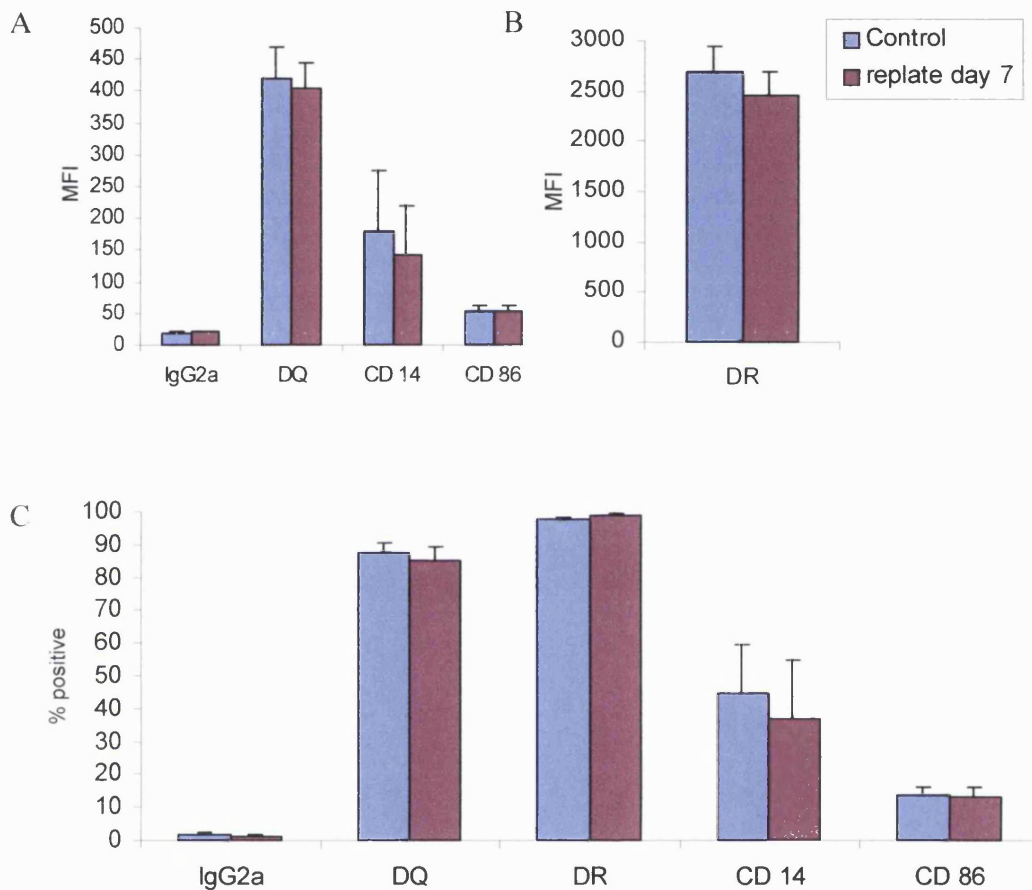 A
500
450
400
350
300
250
200
150
100
50
0
MFI
IgG2a
DQ
CD 14
CD 86
B
3000
2500
2000
1500
1000
500
0
MFI
DR
Control
replate day 7
C
100
90
80
70
60
50
40
30
20
10
0
% positive
IgG2a
DQ
DR
CD 14
CD 86